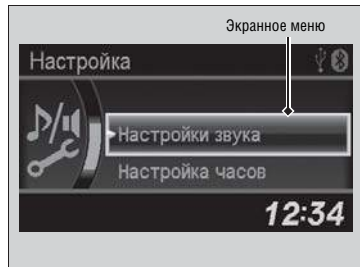 Экранное меню
Настройка
Настройки звука
Настройка часов
12:34